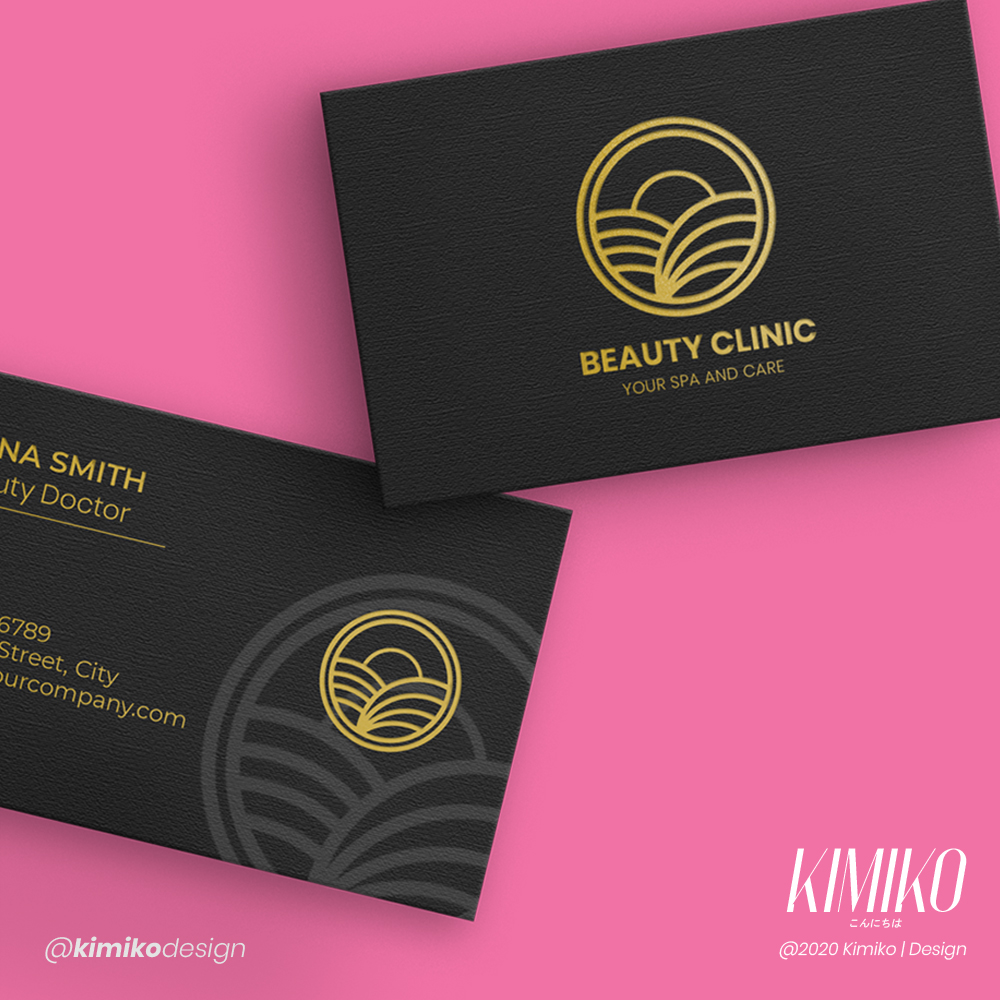 BEAUTY CLINIC
YOUR SPA AND CARE
NA SMITH
uty Doctor
6789
Street, City
ourcompany.com
KIMIKO
こんにちは
@kimikodesign
@2020 Kimiko | Design